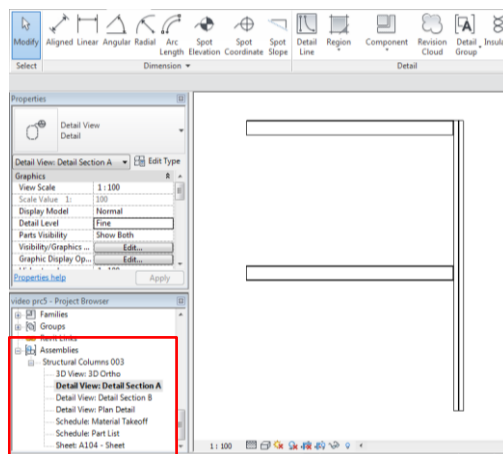 Modify Aligned Linear Angular Radial Arc Length Spot Elevation Spot Coordinate Spot Slope Detail Line Region Component Revision Cloud Detail Group
Select Dimension Detail
Properties
Detail View
Detail
Detail View: Detail Section A Edit Type
Graphics
View Scale 1 : 100
Scale Value 1: 100
Display Model Normal
Detail Level Fine
Parts Visibility Show Both
Visibility/Graphics ... Edit...
Graphic Display Op... Edit...
Properties help Apply
video prc5 - Project Browser
Families
Groups
Revit Links
Assemblies
Structural Columns 003
3D View: 3D Ortho
Detail View: Detail Section A
Detail View: Detail Section B
Detail View: Plan Detail
Schedule: Material Takeoff
Schedule: Part List
Sheet: A104 - Sheet
1 : 100